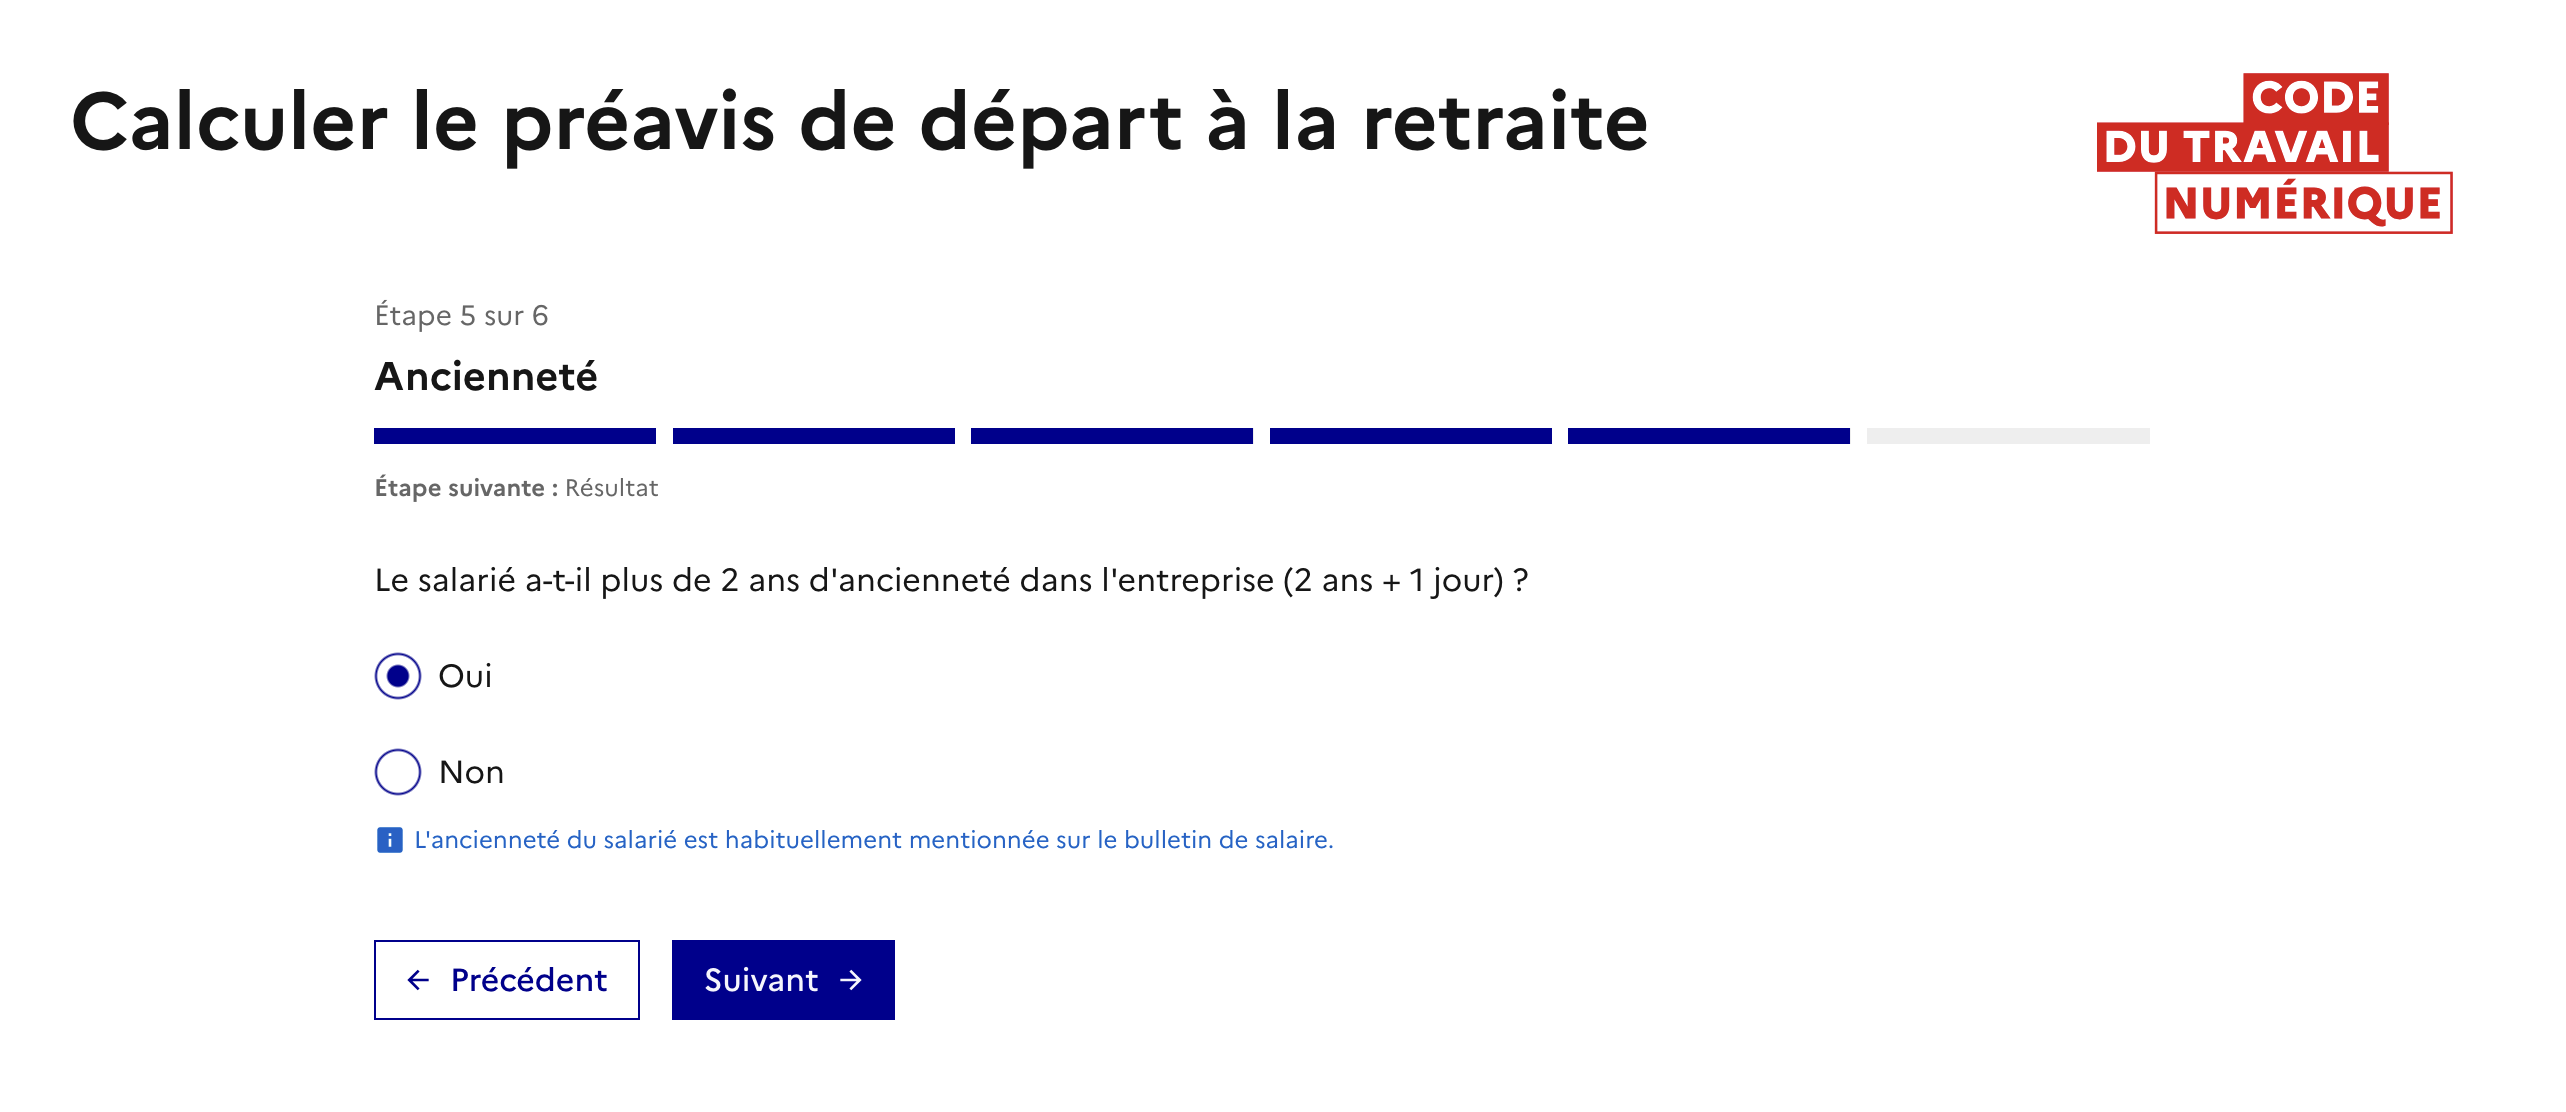 Calculer le préavis de départ à la retraite
CODE
DU TRAVAIL
NUMÉRIQUE
Étape 5 sur 6
Ancienneté
Étape suivante : Résultat
Le salarié a-t-il plus de 2 ans d'ancienneté dans l'entreprise (2 ans + 1 jour) ?
Oui
Non
L'ancienneté du salarié est habituellement mentionnée sur le bulletin de salaire.
← Précédent
Suivant →